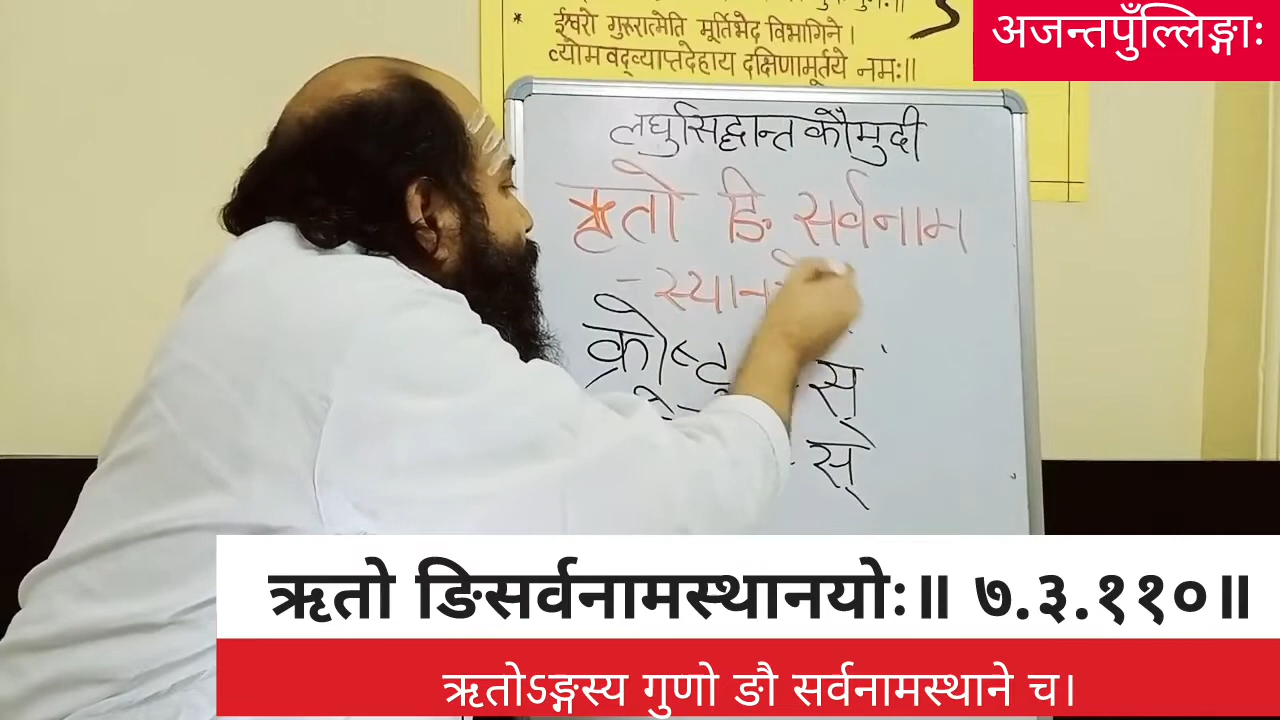 अजन्तपुँल्लिङ्गाः
ईश्वरो गुरुरात्मेति मूर्तिभेद विभागिने।
व्योमवद्व्याप्तदेहाय दक्षिणामूर्तये नमः॥
लघुसिद्धान्तकौमुदी
ऋतो ङि सर्वनाम
-स्थान
क्रोष्टृ स्
स्
ऋतो ङिसर्वनामस्थानयोः॥ ७.३.११०॥
ऋतोऽङ्गस्य गुणो ङौ सर्वनामस्थाने च।